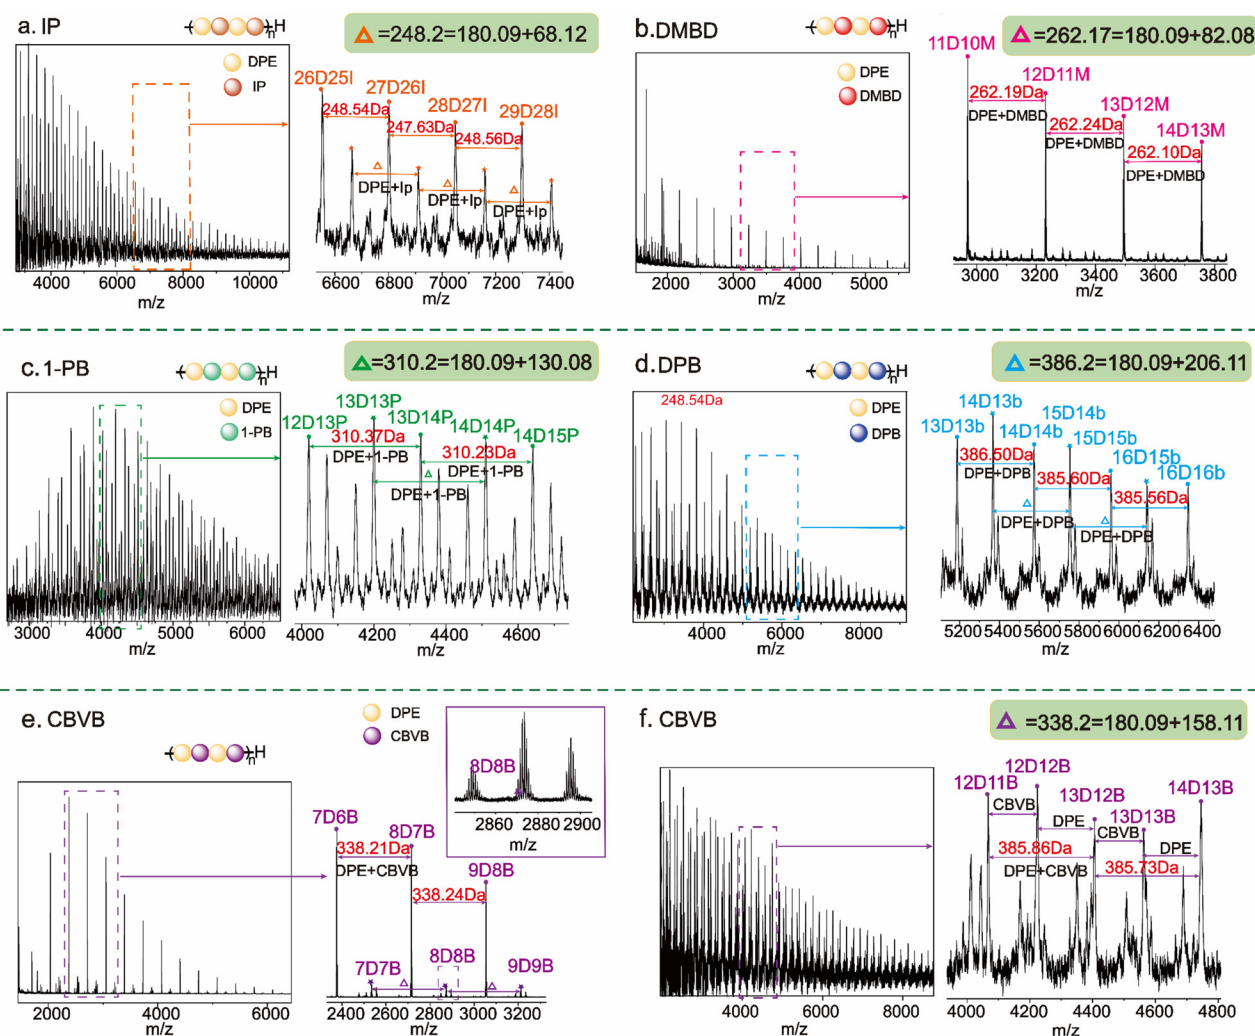 a. IP
n H
△=248.2=180.09+68.12
DPE
IP
26D25I
27D26I
28D27I
29D28I
248.54Da
247.63Da
248.56Da
* * * *
△ △ △
DPE+Ip
DPE+Ip
DPE+Ip
4000 6000 8000 10000
m/z
6600 6800 7000 7200 7400
m/z
b.DMBD
n H
△=262.17=180.09+82.08
DPE
DMBD
11D10M
12D11M
13D12M
14D13M
262.19Da
DPE+DMBD
262.24Da
DPE+DMBD
262.10Da
DPE+DMBD
2000 3000 4000 5000
m/z
3000 3200 3400 3600 3800
m/z
c.1-PB
n H
△=310.2=180.09+130.08
DPE
1-PB
12D13P
13D13P
13D14P
14D14P
14D15P
310.37Da
DPE+1-PB
310.23Da
DPE+1-PB
△
DPE+1-PB
3000 4000 5000 6000
m/z
4000 4200 4400 4600
m/z
d. DPB
n H
△=386.2=180.09+206.11
248.54Da
DPE
DPB
13D13b
14D13b
14D14b
15D14b
15D15b
16D15b
16D16b
386.50Da
DPE+DPB
385.60Da
385.56Da
△ △
DPE+DPB
DPE+DPB
4000 6000 8000
m/z
5200 5400 5600 5800 6000 6200 6400
m/z
e. CBVB
n H
DPE
CBVB
8D8B
2860 2880 2900
m/z
7D6B
8D7B
9D8B
338.21Da
DPE+CBVB
338.24Da
7D7B
8D8B
9D9B
△ △
2000 4000 6000
m/z
2400 2600 2800 3000 3200
m/z
f. CBVB
△=338.2=180.09+158.11
12D11B
12D12B
13D12B
13D13B
14D13B
CBVB
DPE
CBVB
DPE
385.86Da
DPE+CBVB
385.73Da
4000 6000 8000
m/z
4000 4200 4400 4600 4800
m/z